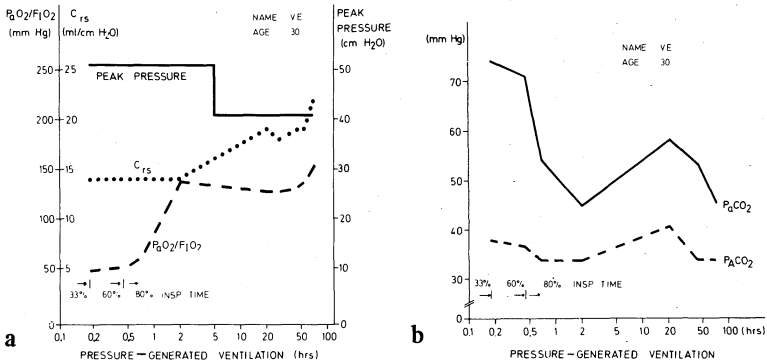 PaO2/FIO2 Crs
(mm Hg) (ml/cm H2O)
NAME VE
AGE 30
PEAK
PRESSURE
(cm H2O)
250 25 50
PEAK PRESSURE
200 20 40
150 15 30
Crs
100 10 20
PaO2/FIO2
50 5 10
33% 60% 80% INSP TIME
0 0
0,1 0,2 0,5 1 2 5 10 20 50 100
PRESSURE-GENERATED VENTILATION (hrs)
a
(mm Hg)
NAME VE
AGE 30
70
60
50
PaCO2
40
PACO2
30
33% 60% 80% INSP TIME
0
0.1 0,2 0,5 1 2 5 10 20 50 100 (hrs)
PRESSURE-GENERATED VENTILATION
b